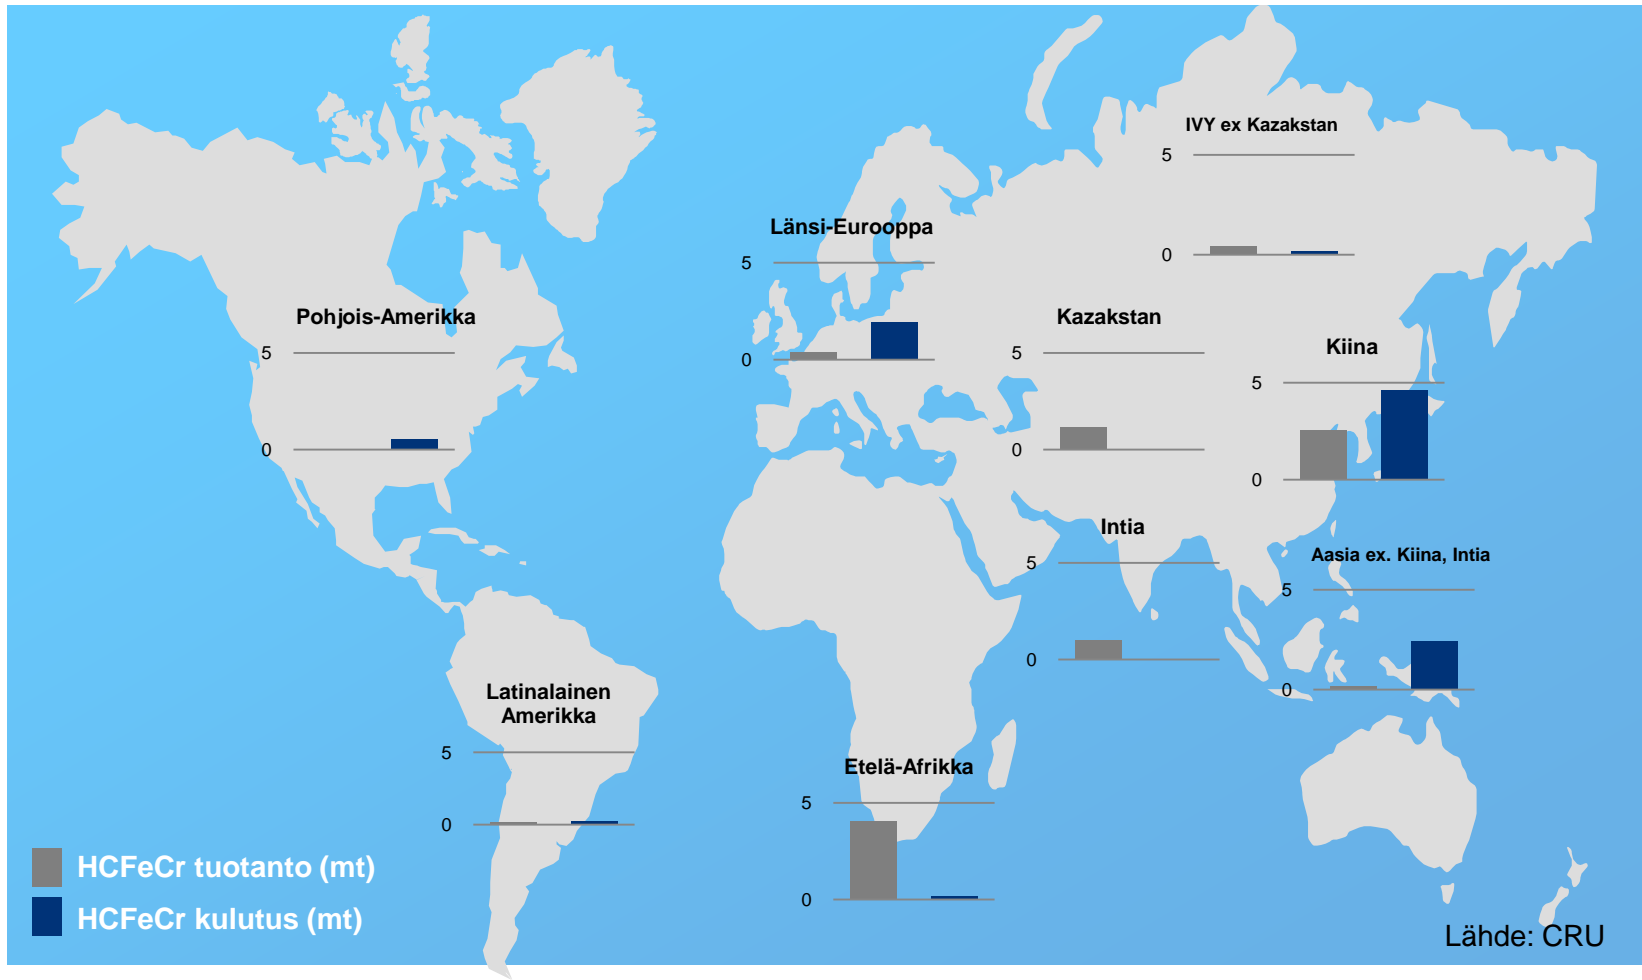 IVY ex Kazakstan
5
0
Länsi-Eurooppa
5
0
Pohjois-Amerikka
5
0
Kazakstan
5
0
Kiina
5
0
Intia
5
0
Aasia ex. Kiina, Intia
5
0
Latinalainen
Amerikka
5
0
Etelä-Afrikka
5
0
HCFeCr tuotanto (mt)
HCFeCr kulutus (mt)
Lähde: CRU